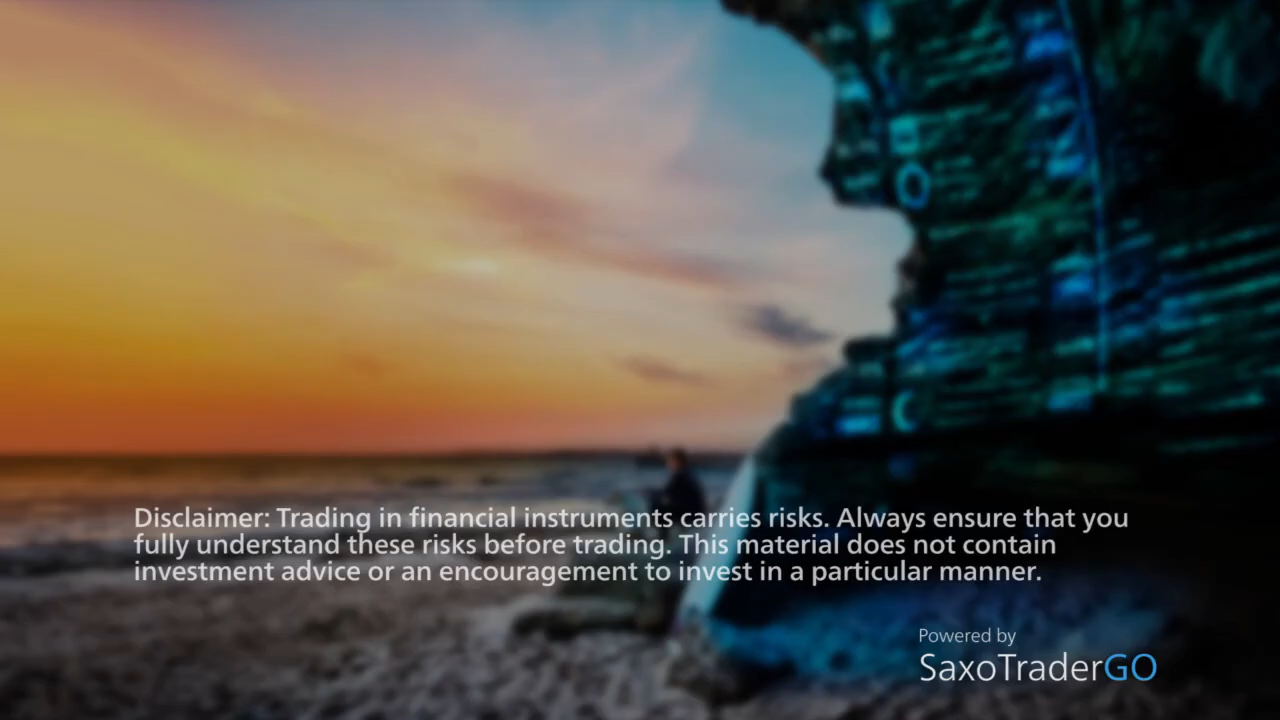 Disclaimer: Trading in financial instruments carries risks. Always ensure that you
fully understand these risks before trading. This material does not contain
investment advice or an encouragement to invest in a particular manner.
Powered by
SaxoTraderGO